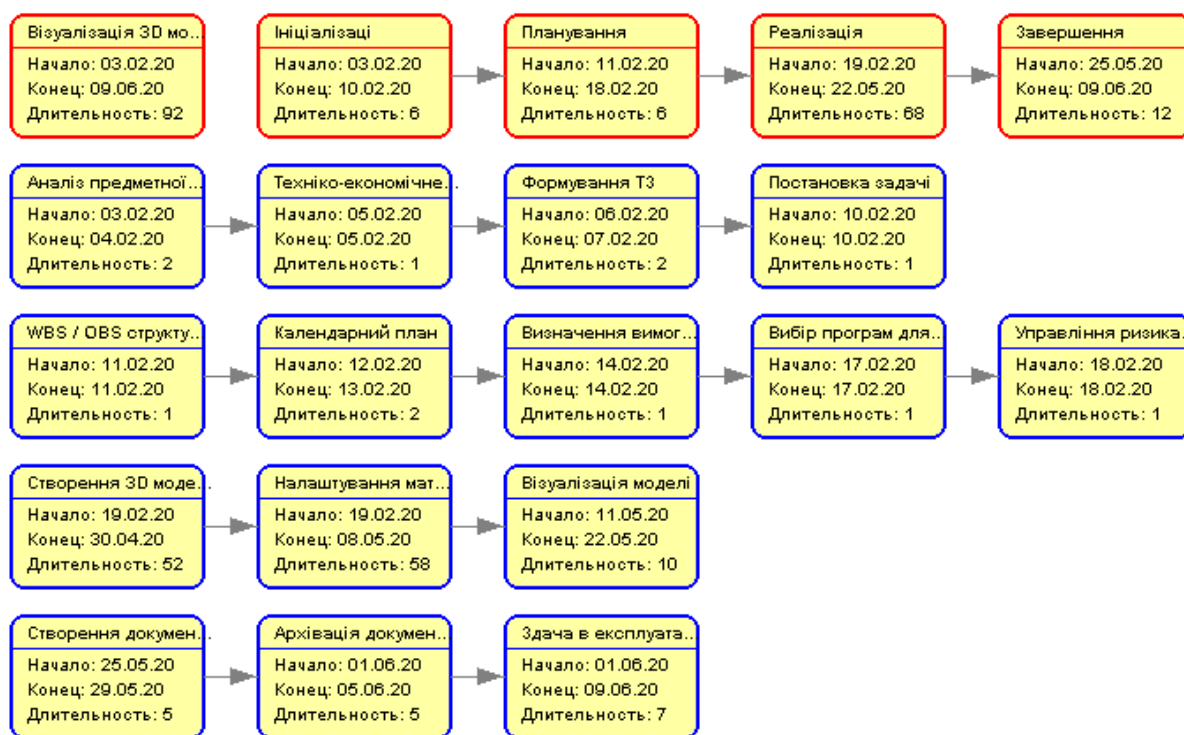 Візуалізація 3D мо...
Начало: 03.02.20
Конец: 09.06.20
Длительность: 92
Ініціалізаці
Начало: 03.02.20
Конец: 10.02.20
Длительность: 6
Планування
Начало: 11.02.20
Конец: 18.02.20
Длительность: 6
Реалізація
Начало: 19.02.20
Конец: 22.05.20
Длительность: 68
Завершення
Начало: 25.05.20
Конец: 09.06.20
Длительность: 12
Аналіз предметної...
Начало: 03.02.20
Конец: 04.02.20
Длительность: 2
Техніко-економічне...
Начало: 05.02.20
Конец: 05.02.20
Длительность: 1
Формування ТЗ
Начало: 06.02.20
Конец: 07.02.20
Длительность: 2
Постановка задачі
Начало: 10.02.20
Конец: 10.02.20
Длительность: 1
WBS / OBS структу...
Начало: 11.02.20
Конец: 11.02.20
Длительность: 1
Календарний план
Начало: 12.02.20
Конец: 13.02.20
Длительность: 2
Визначення вимог...
Начало: 14.02.20
Конец: 14.02.20
Длительность: 1
Вибір програм для...
Начало: 17.02.20
Конец: 17.02.20
Длительность: 1
Управління ризика...
Начало: 18.02.20
Конец: 18.02.20
Длительность: 1
Створення 3D моде...
Начало: 19.02.20
Конец: 30.04.20
Длительность: 52
Налаштування мат...
Начало: 19.02.20
Конец: 08.05.20
Длительность: 58
Візуалізація моделі
Начало: 11.05.20
Конец: 22.05.20
Длительность: 10
Створення докумен...
Начало: 25.05.20
Конец: 29.05.20
Длительность: 5
Архівація докумен...
Начало: 01.06.20
Конец: 05.06.20
Длительность: 5
Здача в експлуата...
Начало: 01.06.20
Конец: 09.06.20
Длительность: 7